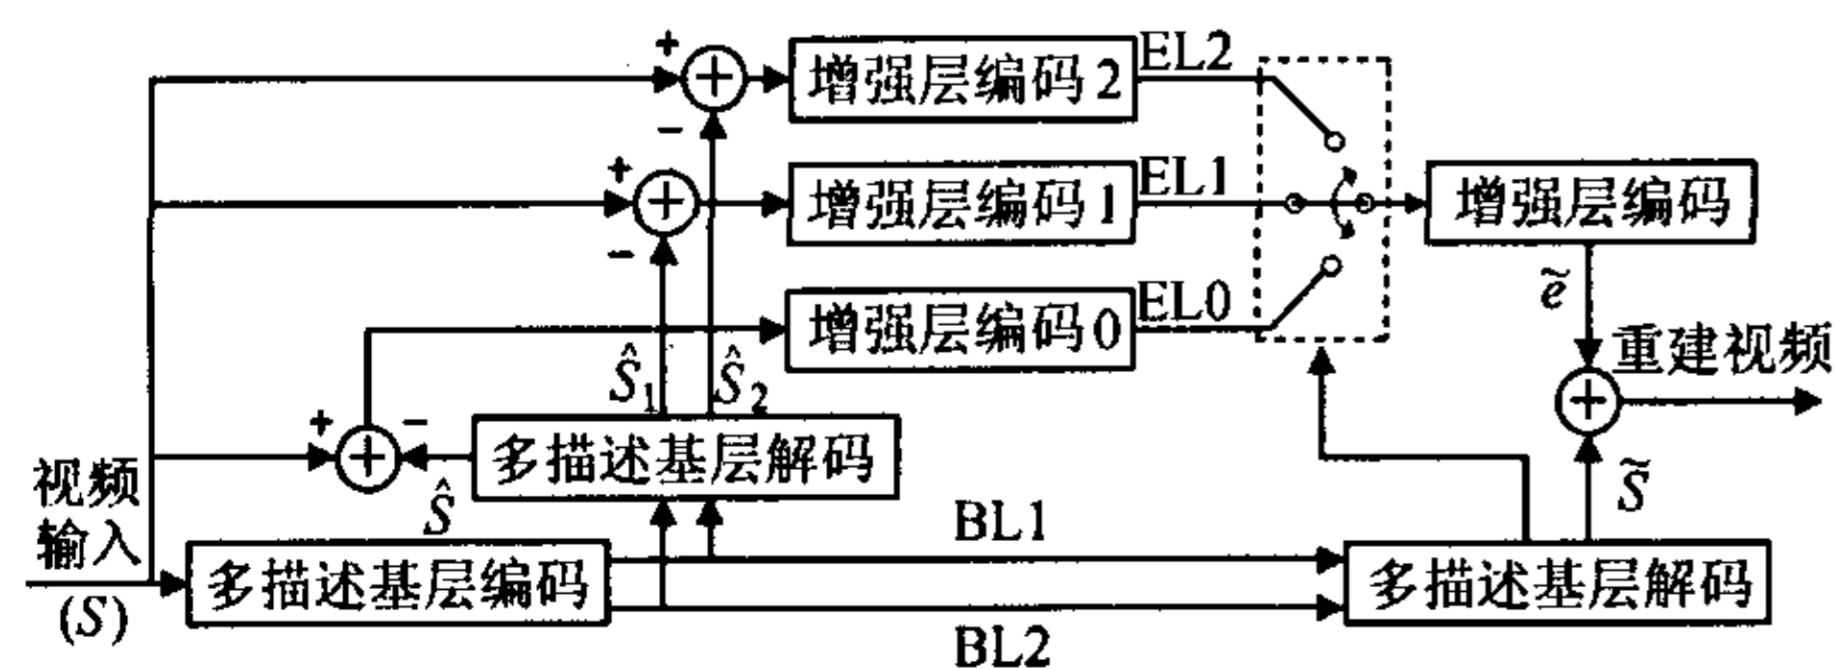 +
增强层编码2
EL2
−
+
增强层编码1
EL1
增强层编码
−
ẽ
增强层编码0
EL0
重建视频
Ŝ₁
Ŝ₂
+
−
多描述基层解码
S̃
视频
输入
(S)
Ŝ
BL1
多描述基层编码
多描述基层解码
BL2